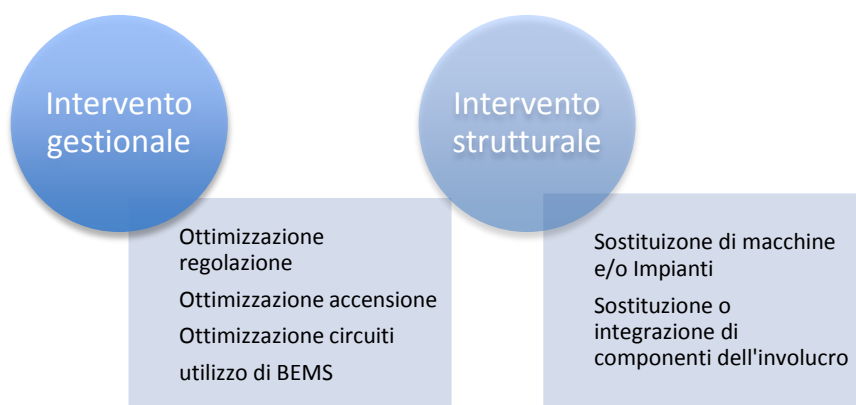 Intervento
gestionale
Ottimizzazione
regolazione
Ottimizzazione accensione
Ottimizzazione circuiti
utilizzo di BEMS
Intervento
strutturale
Sostituizone di macchine
e/o Impianti
Sostituzione o
integrazione di
componenti dell'involucro